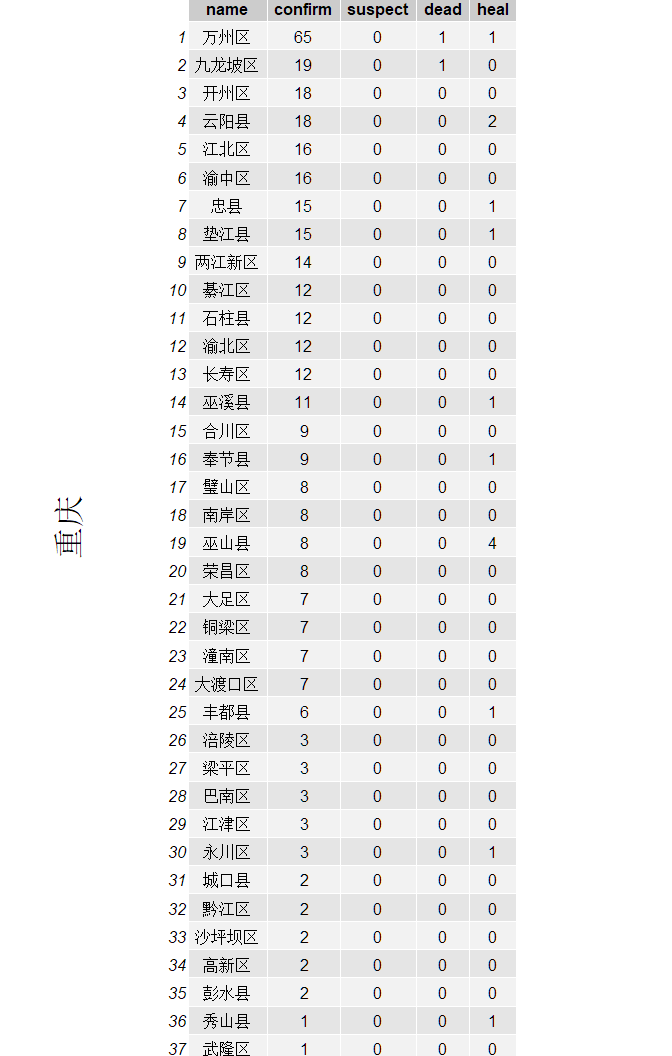 重庆
name confirm suspect dead heal
1 万州区 65 0 1 1
2 九龙坡区 19 0 1 0
3 开州区 18 0 0 0
4 云阳县 18 0 0 2
5 江北区 16 0 0 0
6 渝中区 16 0 0 0
7 忠县 15 0 0 1
8 垫江县 15 0 0 1
9 两江新区 14 0 0 0
10 綦江区 12 0 0 0
11 石柱县 12 0 0 0
12 渝北区 12 0 0 0
13 长寿区 12 0 0 0
14 巫溪县 11 0 0 1
15 合川区 9 0 0 0
16 奉节县 9 0 0 1
17 璧山区 8 0 0 0
18 南岸区 8 0 0 0
19 巫山县 8 0 0 4
20 荣昌区 8 0 0 0
21 大足区 7 0 0 0
22 铜梁区 7 0 0 0
23 潼南区 7 0 0 0
24 大渡口区 7 0 0 0
25 丰都县 6 0 0 1
26 涪陵区 3 0 0 0
27 梁平区 3 0 0 0
28 巴南区 3 0 0 0
29 江津区 3 0 0 0
30 永川区 3 0 0 1
31 城口县 2 0 0 0
32 黔江区 2 0 0 0
33 沙坪坝区 2 0 0 0
34 高新区 2 0 0 0
35 彭水县 2 0 0 0
36 秀山县 1 0 0 1
37 武隆区 1 0 0 0